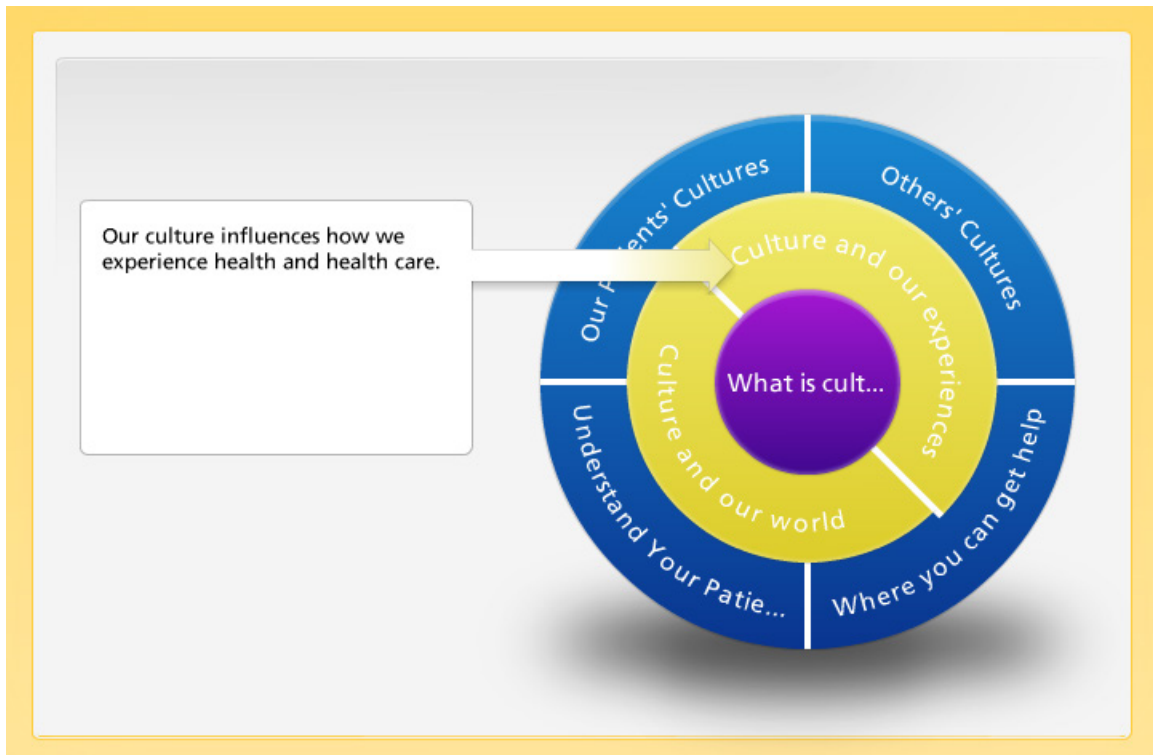 Our culture influences how we
experience health and health care.
Our Patients' Cultures
Others' Cultures
Culture and our experiences
What is cult...
Culture and our world
Understand Your Patie...
Where you can get help